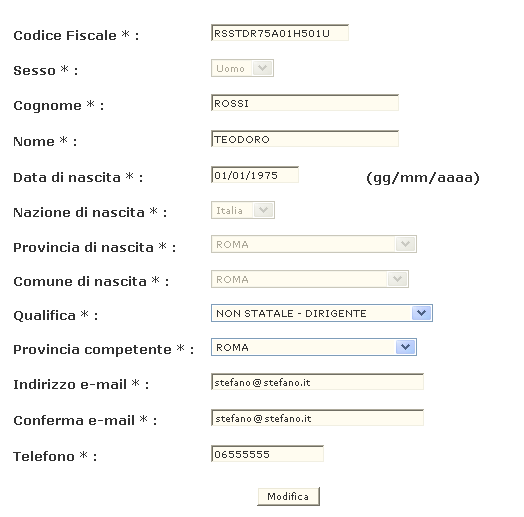 Codice Fiscale * : RSSTDR75A01H501U
Sesso * : Uomo
Cognome * : ROSSI
Nome * : TEODORO
Data di nascita * : 01/01/1975 (gg/mm/aaaa)
Nazione di nascita * : Italia
Provincia di nascita * : ROMA
Comune di nascita * : ROMA
Qualifica * : NON STATALE - DIRIGENTE
Provincia competente * : ROMA
Indirizzo e-mail * : stefano@stefano.it
Conferma e-mail * : stefano@stefano.it
Telefono * : 06555555
Modifica